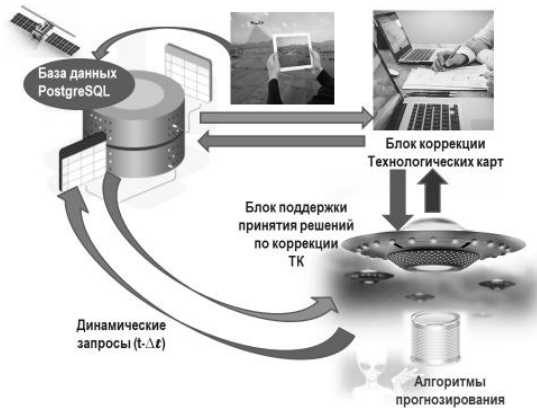 База данных
PostgreSQL
Блок коррекции
Технологических карт
Блок поддержки
принятия решений
по коррекции
ТК
Динамические
запросы (t-Δt)
Алгоритмы
прогнозирования